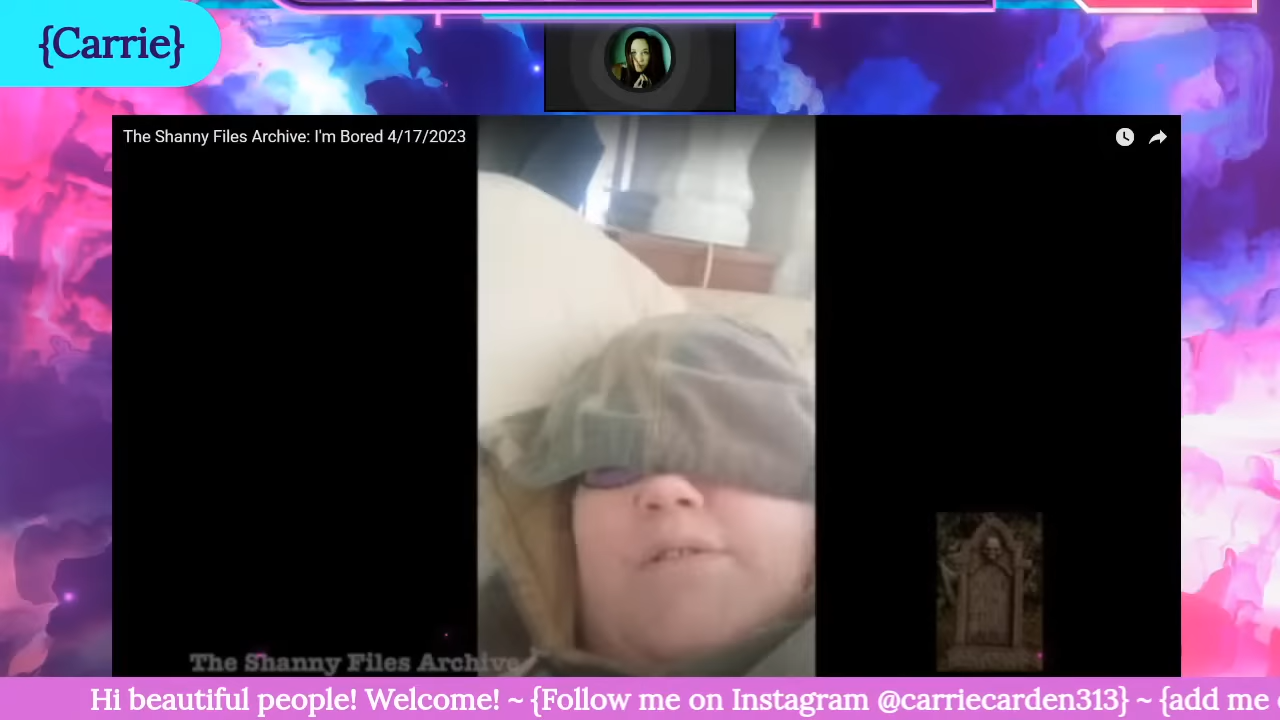 {Carrie}
The Shanny Files Archive: I'm Bored 4/17/2023
The Shanny Files Archive
Hi beautiful people! Welcome! ~ {Follow me on Instagram @carriecarden313} ~ {add me